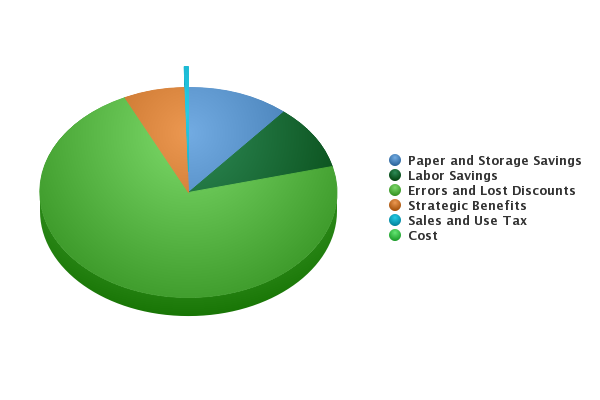 Paper and Storage Savings
Labor Savings
Errors and Lost Discounts
Strategic Benefits
Sales and Use Tax
Cost